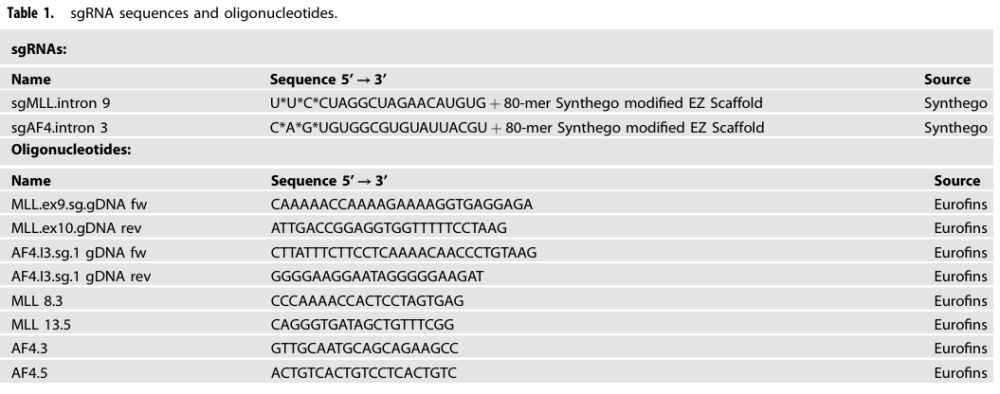 Table 1. sgRNA sequences and oligonucleotides.
sgRNAs:
Name Sequence 5’ → 3’ Source
sgMLL.intron 9 U*U*C*CUAGGCUAGAACAUGUG + 80-mer Synthego modified EZ Scaffold Synthego
sgAF4.intron 3 C*A*G*UGUGGCGUGUAUUACGU + 80-mer Synthego modified EZ Scaffold Synthego
Oligonucleotides:
Name Sequence 5’ → 3’ Source
MLL.ex9.sg.gDNA fw CAAAAACCAAAAGAAAAGGTGAGGAGA Eurofins
MLL.ex10.gDNA rev ATTGACCGGAGGTGGTTTTTCCTAAG Eurofins
AF4.I3.sg.1 gDNA fw CTTATTTCTTCCTCAAAACAACCCTGTAAG Eurofins
AF4.I3.sg.1 gDNA rev GGGGAAGGAATAGGGGGAAGAT Eurofins
MLL 8.3 CCCAAAACCACTCCTAGTGAG Eurofins
MLL 13.5 CAGGGTGATAGCTGTTTCGG Eurofins
AF4.3 GTTGCAATGCAGCAGAAGCC Eurofins
AF4.5 ACTGTCACTGTCCTCACTGTC Eurofins